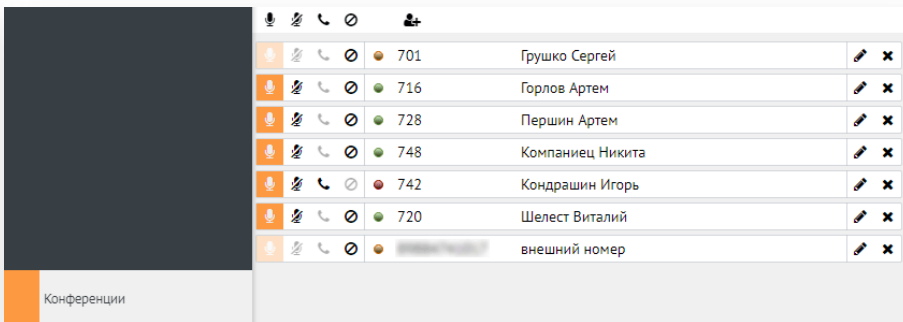 701 Грушко Сергей
716 Горлов Артем
728 Першин Артем
748 Компаниец Никита
742 Кондрашин Игорь
720 Шелест Виталий
внешний номер
Конференции